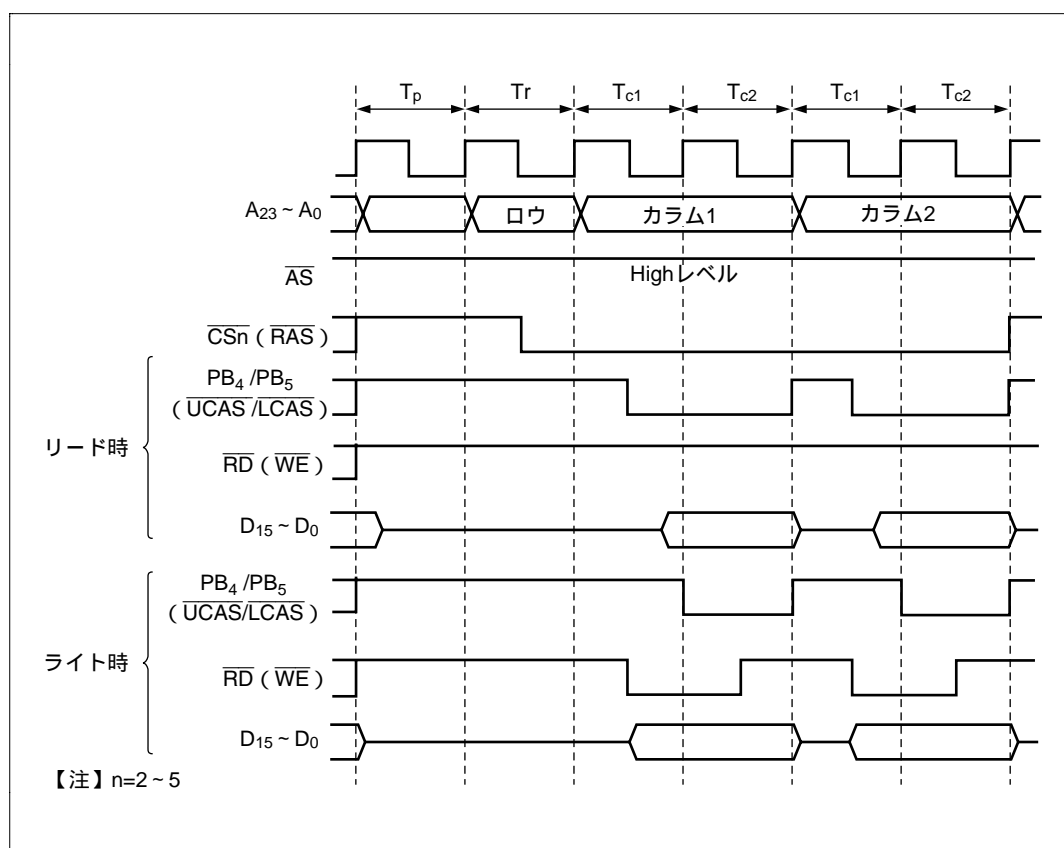 Tp Tr Tc1 Tc2 Tc1 Tc2
A23 ~ A0 ロウ カラム1 カラム2
AS Highレベル
CSn ( RAS )
リード時
PB4 /PB5
( UCAS /LCAS )
RD ( WE )
D15 ~ D0
ライト時
PB4 /PB5
( UCAS/LCAS )
RD ( WE )
D15 ~ D0
【注】 n=2 ~ 5